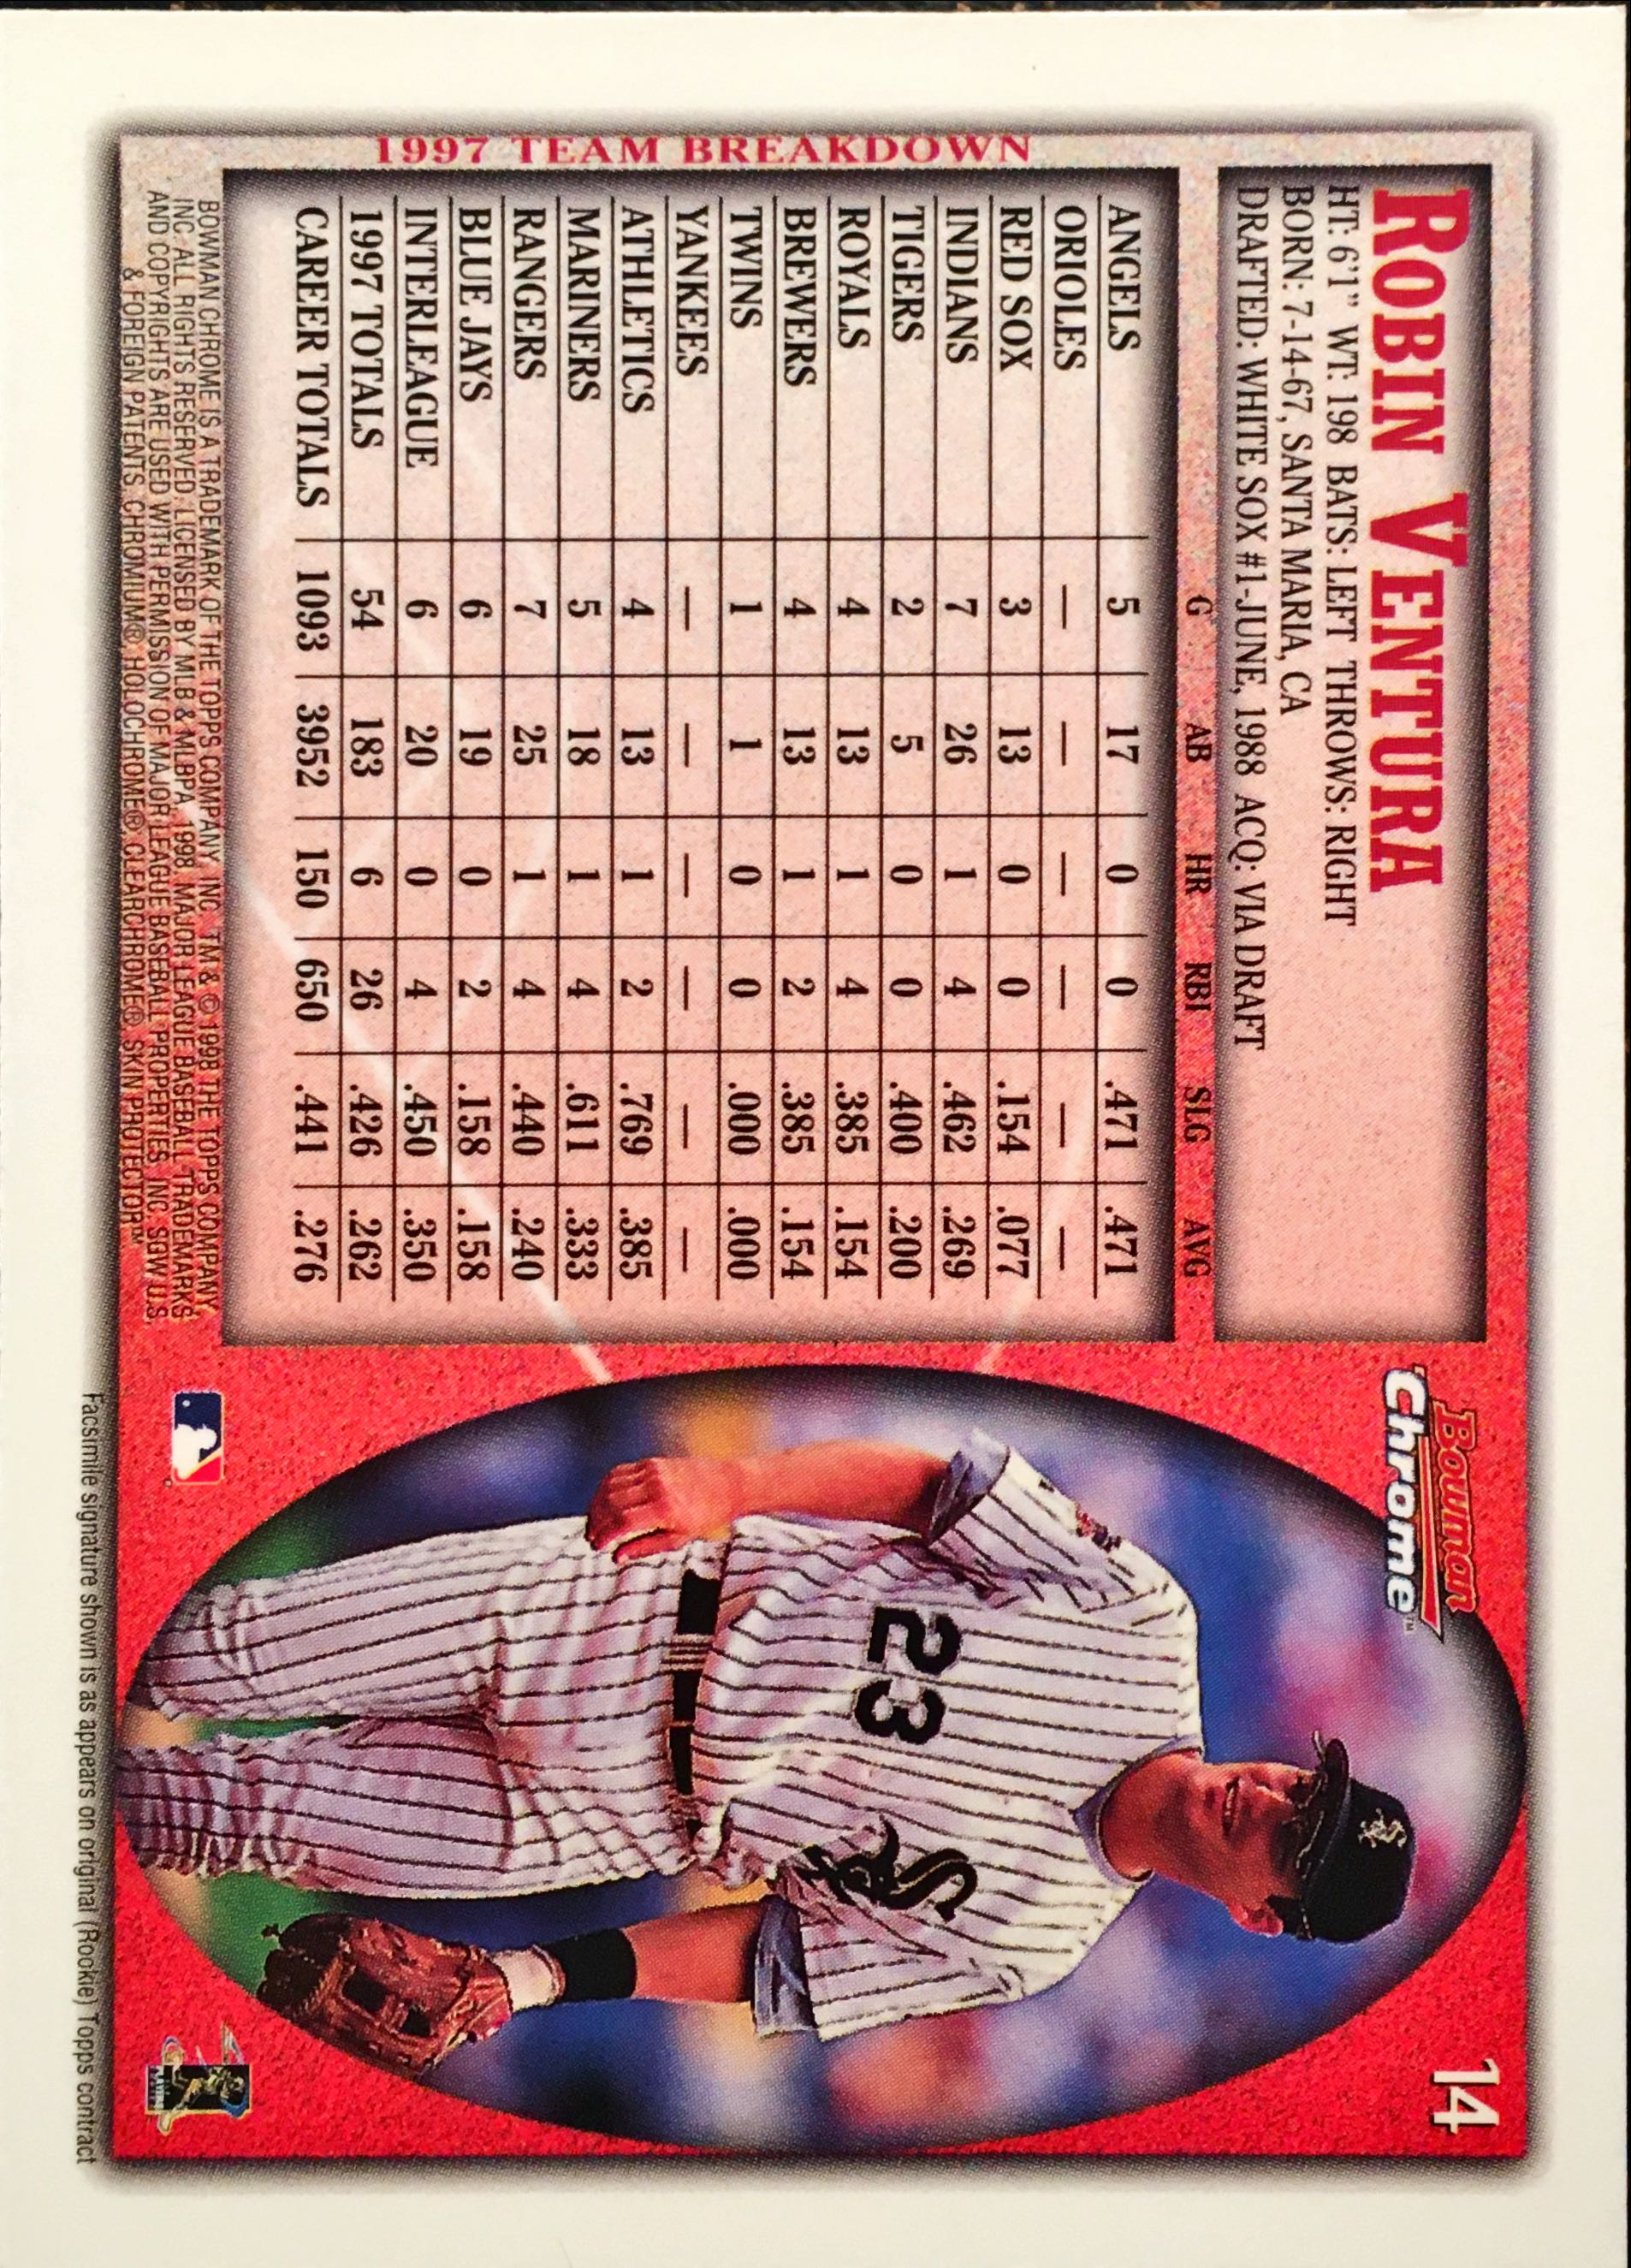 ROBIN VENTURA
HT: 6'1" WT: 198 BATS: LEFT THROWS: RIGHT
BORN: 7-14-67, SANTA MARIA, CA
DRAFTED: WHITE SOX #1-JUNE, 1988 ACQ: VIA DRAFT
Bowman
Chrome™
14
1997 TEAM BREAKDOWN
G AB HR RBI SLG AVG
ANGELS 5 17 0 0 .471 .471
ORIOLES — — — — — —
RED SOX 3 13 0 0 .154 .077
INDIANS 7 26 1 4 .462 .269
TIGERS 2 5 0 0 .400 .200
ROYALS 4 13 1 4 .385 .154
BREWERS 4 13 1 2 .385 .154
TWINS 1 1 0 0 .000 .000
YANKEES — — — — — —
ATHLETICS 4 13 1 2 .769 .385
MARINERS 5 18 1 4 .611 .333
RANGERS 7 25 1 4 .440 .240
BLUE JAYS 6 19 0 2 .158 .158
INTERLEAGUE 6 20 0 4 .450 .350
1997 TOTALS 54 183 6 26 .426 .262
CAREER TOTALS 1093 3952 150 650 .441 .276
23
Sox
BOWMAN CHROME IS A TRADEMARK OF THE TOPPS COMPANY, INC. TM & © 1998 THE TOPPS COMPANY,
INC. ALL RIGHTS RESERVED. LICENSED BY MLB & MLBPA 1998. MAJOR LEAGUE BASEBALL TRADEMARKS
AND COPYRIGHTS ARE USED WITH PERMISSION OF MAJOR LEAGUE BASEBALL PROPERTIES, INC. SGW U.S.
& FOREIGN PATENTS. CHROMIUM® HOLOCHROME®, CLEARCHROME®, SKIN PROTECTOR™
Facsimile signature shown is as appears on original (Rookie) Topps contract